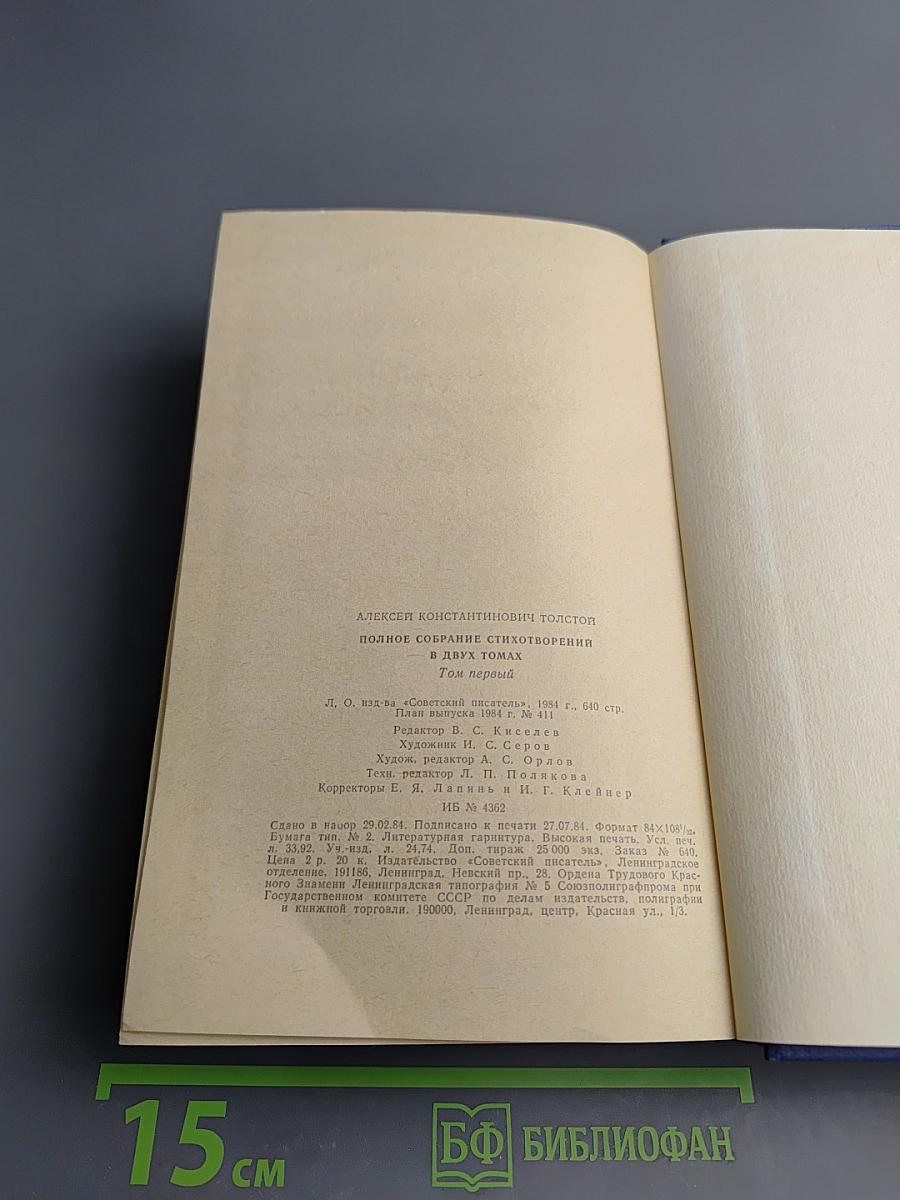 АЛЕКСЕЙ КОНСТАНТИНОВИЧ ТОЛСТОЙ
ПОЛНОЕ СОБРАНИЕ СТИХОТВОРЕНИЙ
В ДВУХ ТОМАХ
Том первый
Л. О. изд-ва «Советский писатель», 1984 г., 640 стр.
План выпуска 1984 г. № 411
Редактор В. С. Киселев
Художник И. С. Серов
Худож. редактор А. С. Орлов
Техн. редактор Л. П. Полякова
Корректоры Е. Я. Лапинь и И. Г. Клейнер
ИБ № 4362
Сдано в набор 29.02.84. Подписано к печати 27.07.84. Формат 84×108¹/₃₂.
Бумага тип. № 2. Литературная гарнитура. Высокая печать. Усл. печ.
л. 33,92. Уч.-изд. л. 24,74. Доп. тираж 25 000 экз. Заказ № 640.
Цена 2 р. 20 к. Издательство «Советский писатель», Ленинградское
отделение. 191186, Ленинград, Невский пр., 28. Ордена Трудового Крас-
ного Знамени Ленинградская типография № 5 Союзполиграфпрома при
Государственном комитете СССР по делам издательств, полиграфии
и книжной торговли. 190000, Ленинград, центр, Красная ул., 1/3.
15 см
БФ БИБЛИОФАН